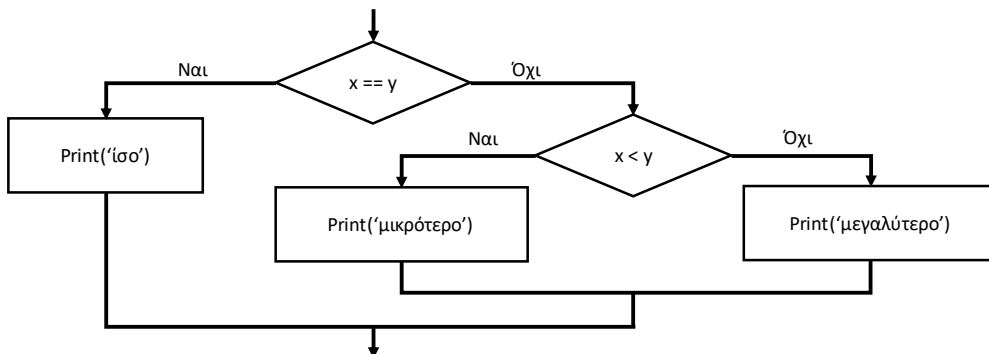 Ναι
x == y
Όχι
Print(‘ίσο’)
Ναι
x < y
Όχι
Print(‘μικρότερο’)
Print(‘μεγαλύτερο’)